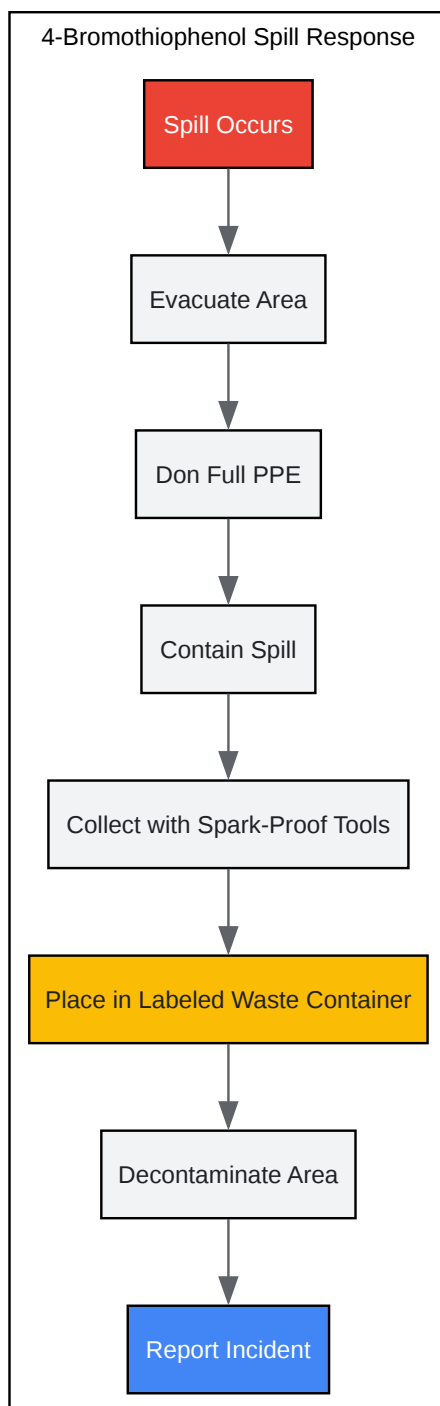 4-Bromothiophenol Spill Response
Spill Occurs
Evacuate Area
Don Full PPE
Contain Spill
Collect with Spark-Proof Tools
Place in Labeled Waste Container
Decontaminate Area
Report Incident